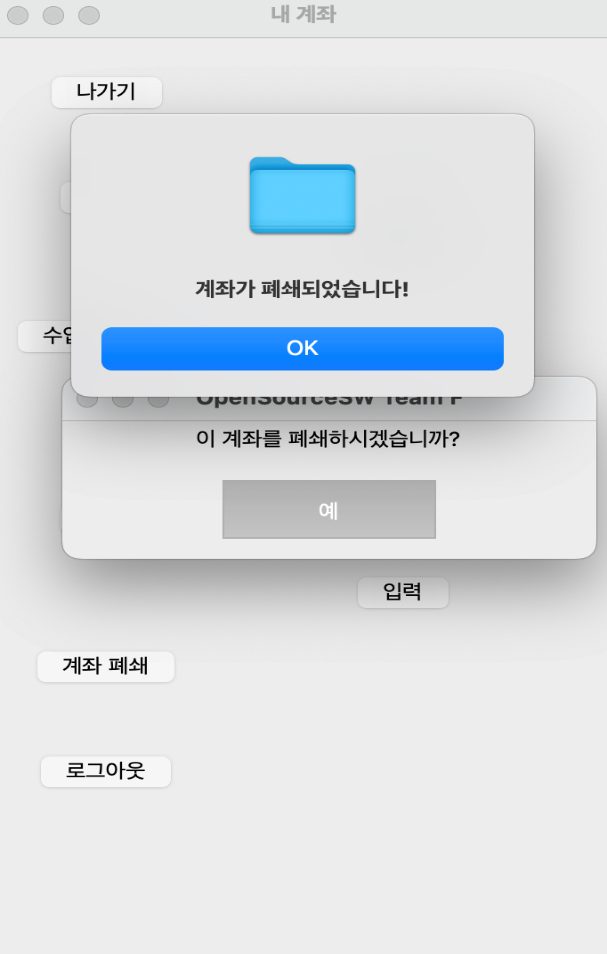 내 계좌
나가기
계좌가 폐쇄되었습니다!
OK
OpenSourceSW Team F
이 계좌를 폐쇄하시겠습니까?
예
입력
계좌 폐쇄
로그아웃